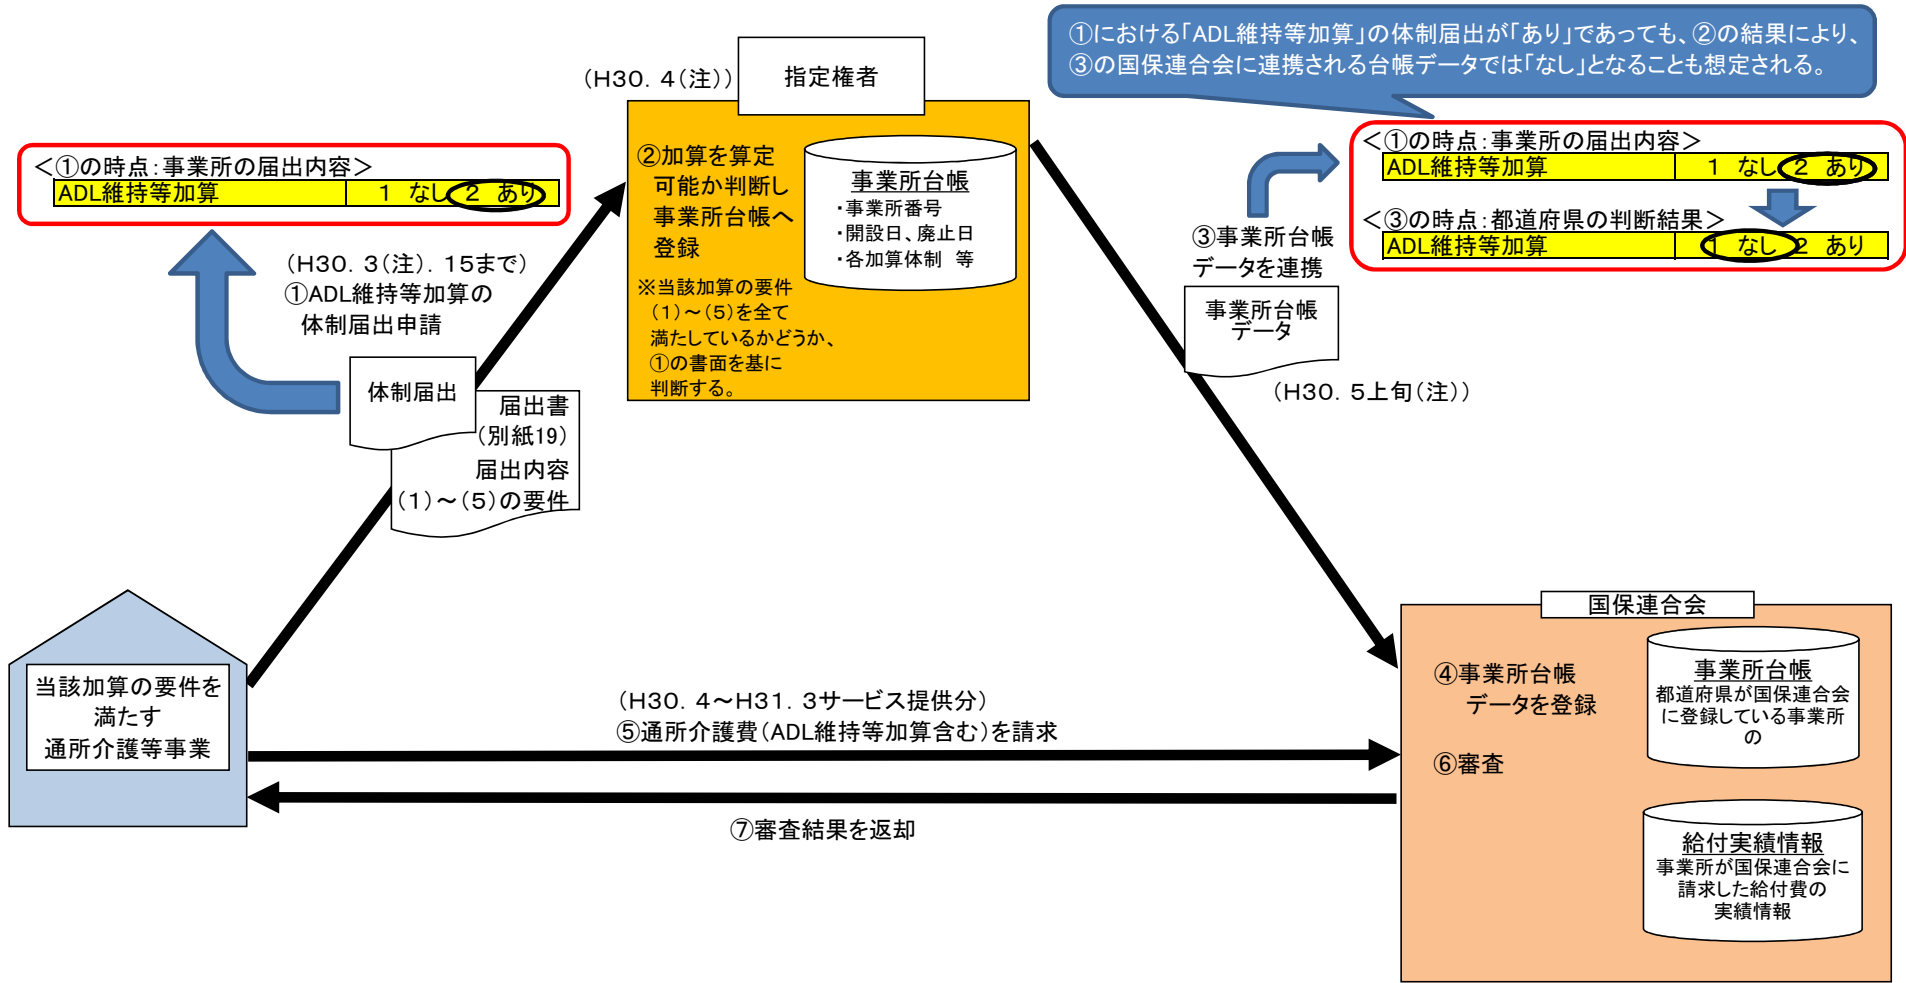 ①における「ADL維持等加算」の体制届出が「あり」であっても、②の結果により、
③の国保連合会に連携される台帳データでは「なし」となることも想定される。
(H30．4(注))
指定権者
②加算を算定
可能か判断し
事業所台帳へ
登録
※当該加算の要件
(1)～(5)を全て
満たしているかどうか、
①の書面を基に
判断する。
事業所台帳
・事業所番号
・開設日、廃止日
・各加算体制 等
＜①の時点：事業所の届出内容＞
ADL維持等加算 1 なし 2 あり
(H30．3(注)．15まで)
①ADL維持等加算の
体制届出申請
体制届出
届出書
(別紙19)
届出内容
(1)～(5)の要件
③事業所台帳
データを連携
事業所台帳
データ
(H30．5上旬(注))
＜①の時点：事業所の届出内容＞
ADL維持等加算 1 なし 2 あり
＜③の時点：都道府県の判断結果＞
ADL維持等加算 1 なし 2 あり
当該加算の要件を
満たす
通所介護等事業
(H30．4～H31．3サービス提供分)
⑤通所介護費(ADL維持等加算含む)を請求
⑦審査結果を返却
国保連合会
④事業所台帳
データを登録
⑥審査
事業所台帳
都道府県が国保連合会
に登録している事業所
の
給付実績情報
事業所が国保連合会に
請求した給付費の
実績情報